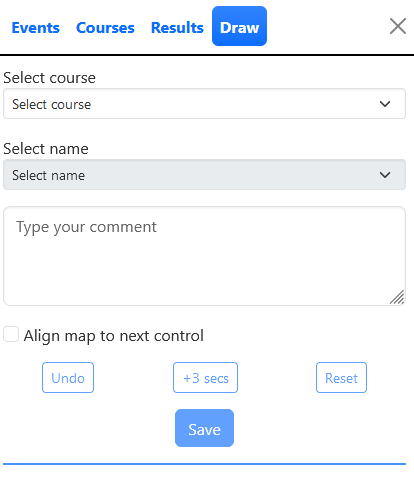 Events Courses Results Draw
Select course
Select course
Select name
Select name
Type your comment
Align map to next control
Undo +3 secs Reset
Save